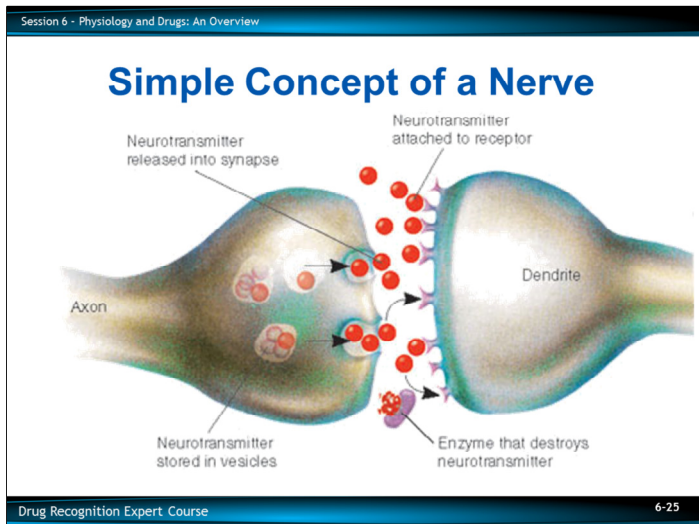 Session 6 - Physiology and Drugs: An Overview
Simple Concept of a Nerve
Neurotransmitter
released into synapse
Neurotransmitter
attached to receptor
Axon
Dendrite
Neurotransmitter
stored in vesicles
Enzyme that destroys
neurotransmitter
Drug Recognition Expert Course
6-25